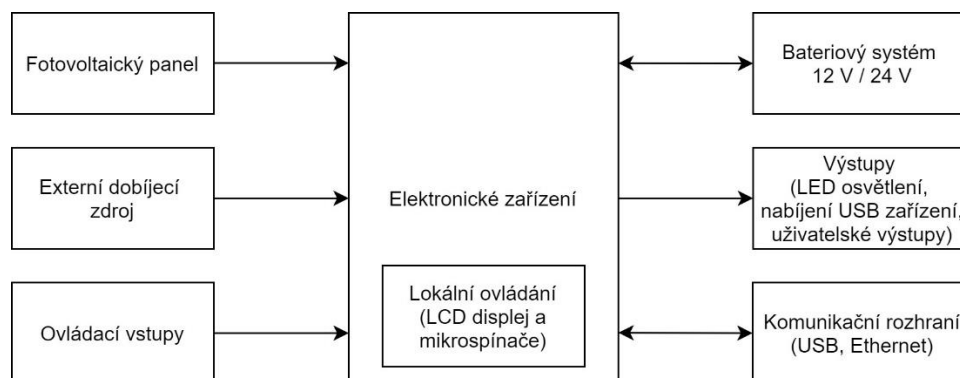 Fotovoltaický panel
Externí dobíjecí
zdroj
Ovládací vstupy
Elektronické zařízení
Lokální ovládání
(LCD displej a
mikrospínače)
Bateriový systém
12 V / 24 V
Výstupy
(LED osvětlení,
nabíjení USB zařízení,
uživatelské výstupy)
Komunikační rozhraní
(USB, Ethernet)